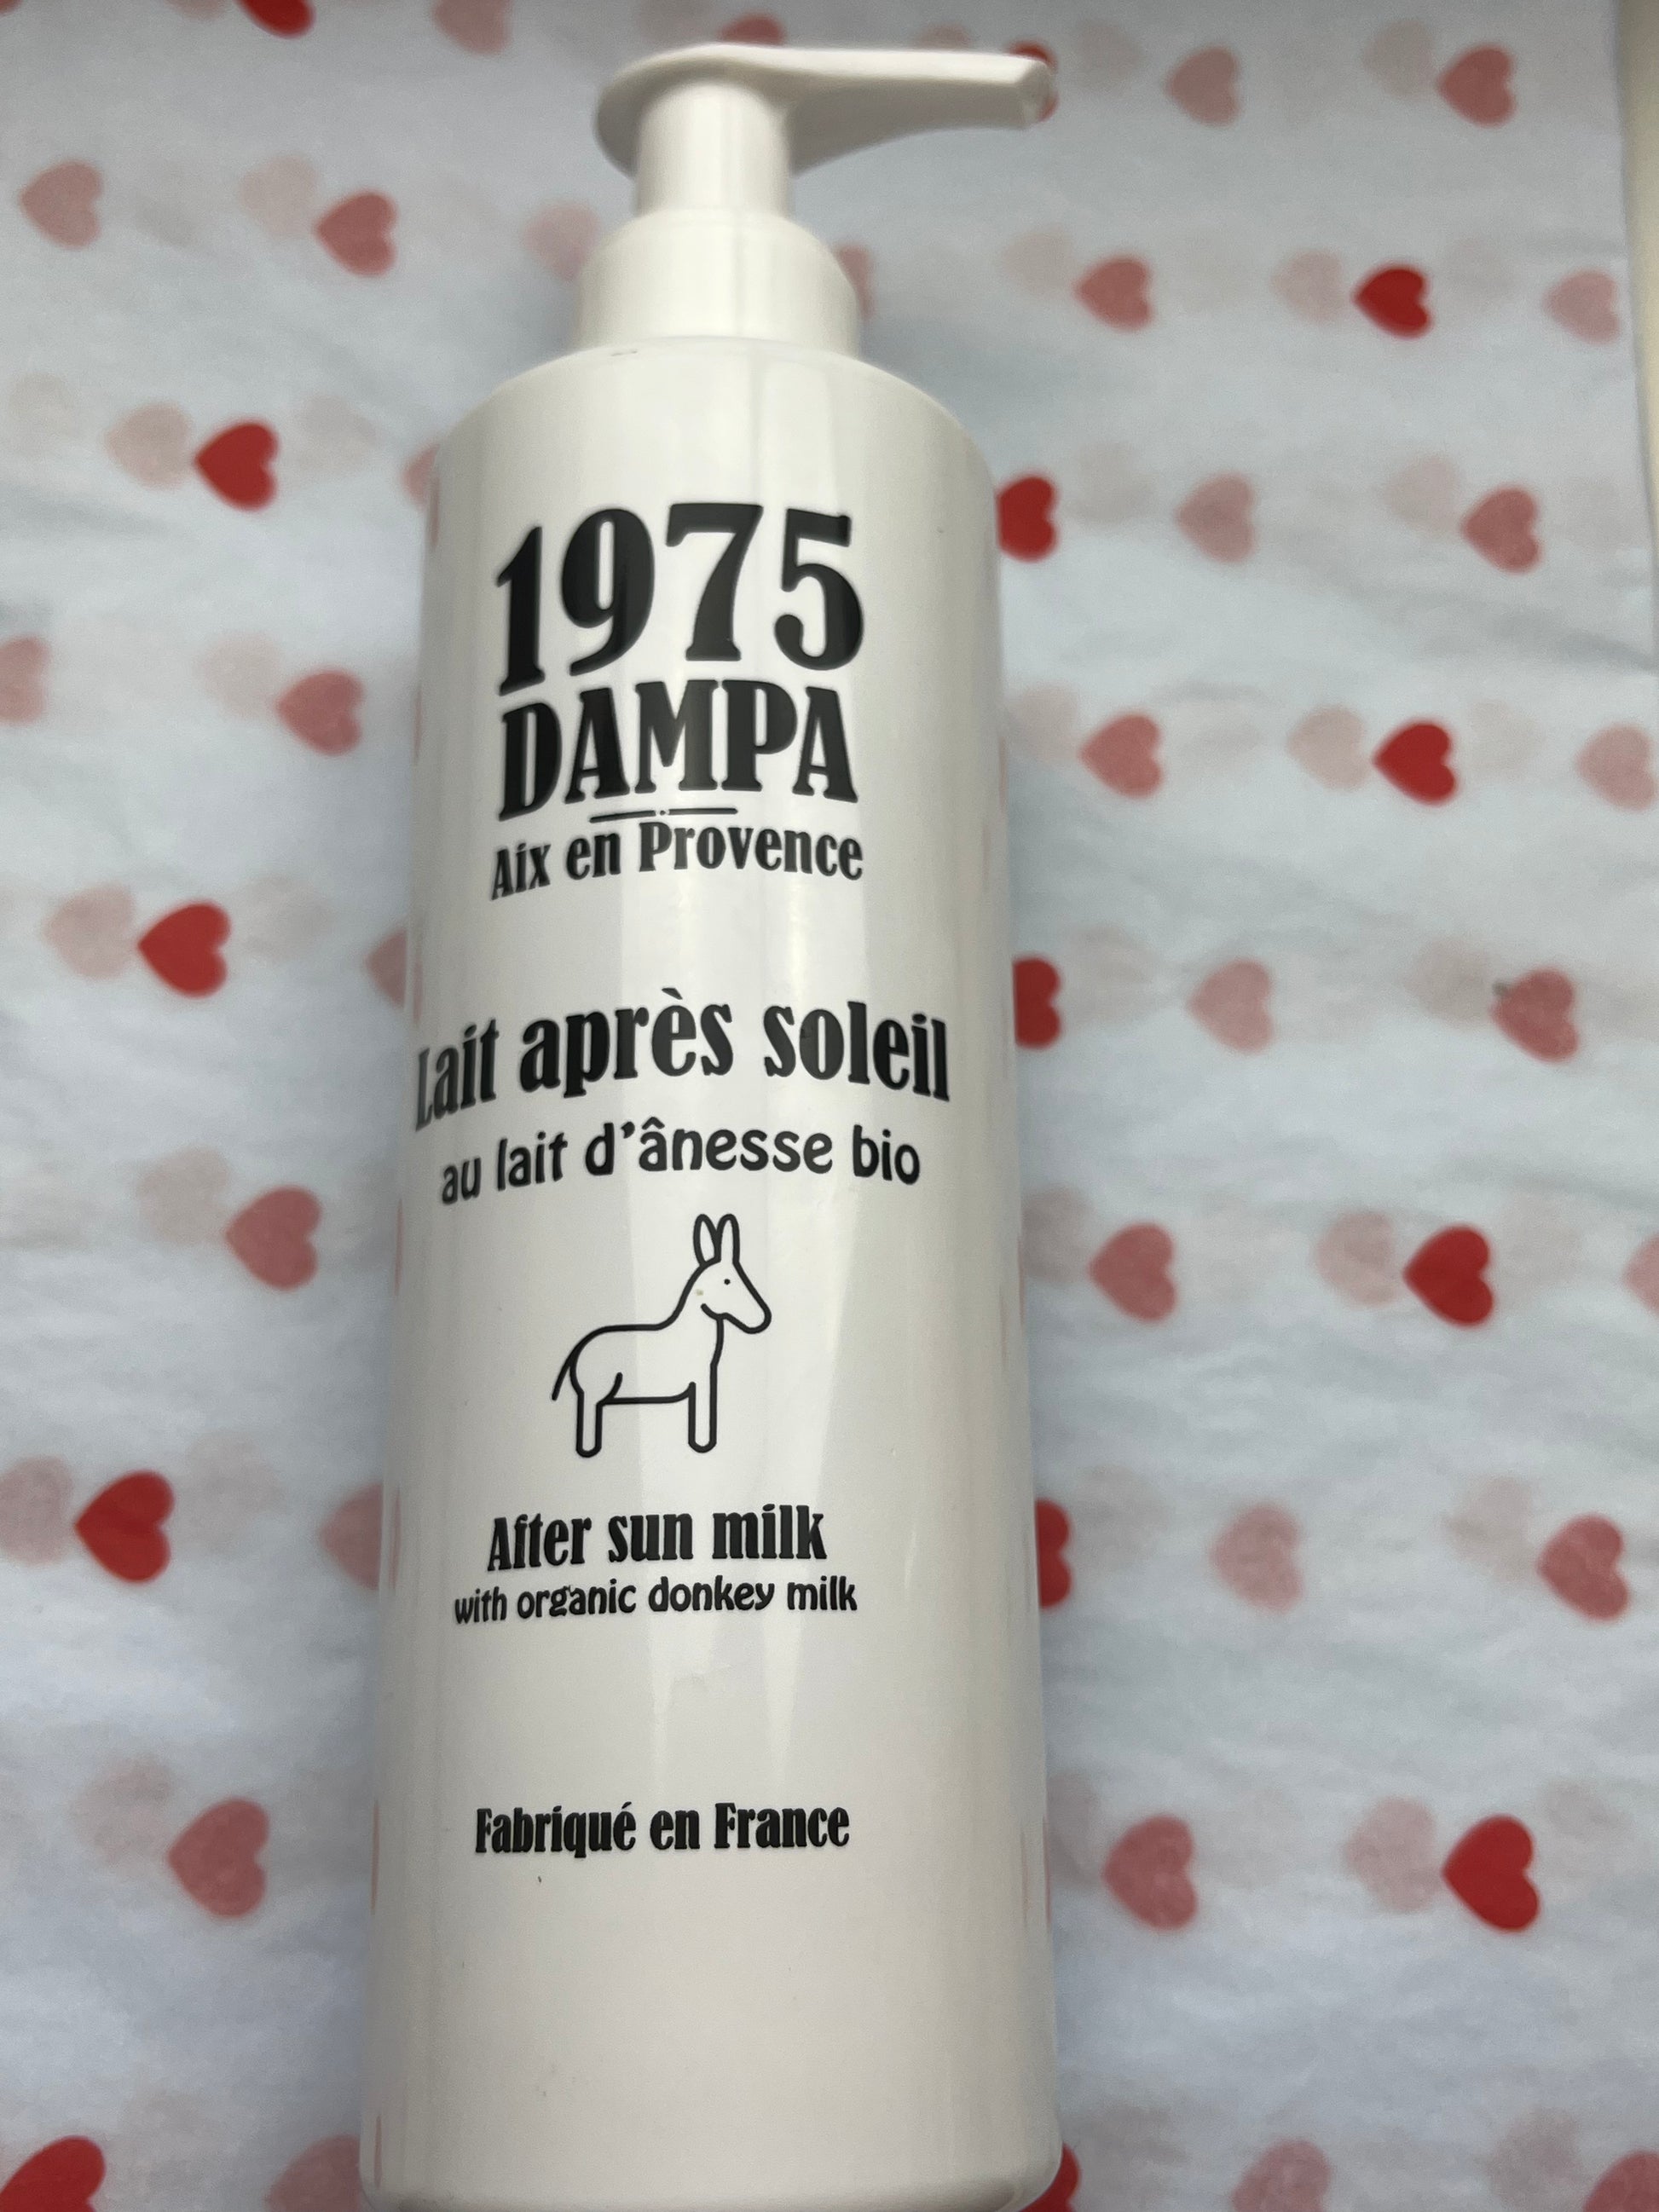 1975
DAMPA
Aix en Provence
Lait après soleil
au lait d'ânesse bio
After sun milk
with organic donkey milk
Fabriqué en France